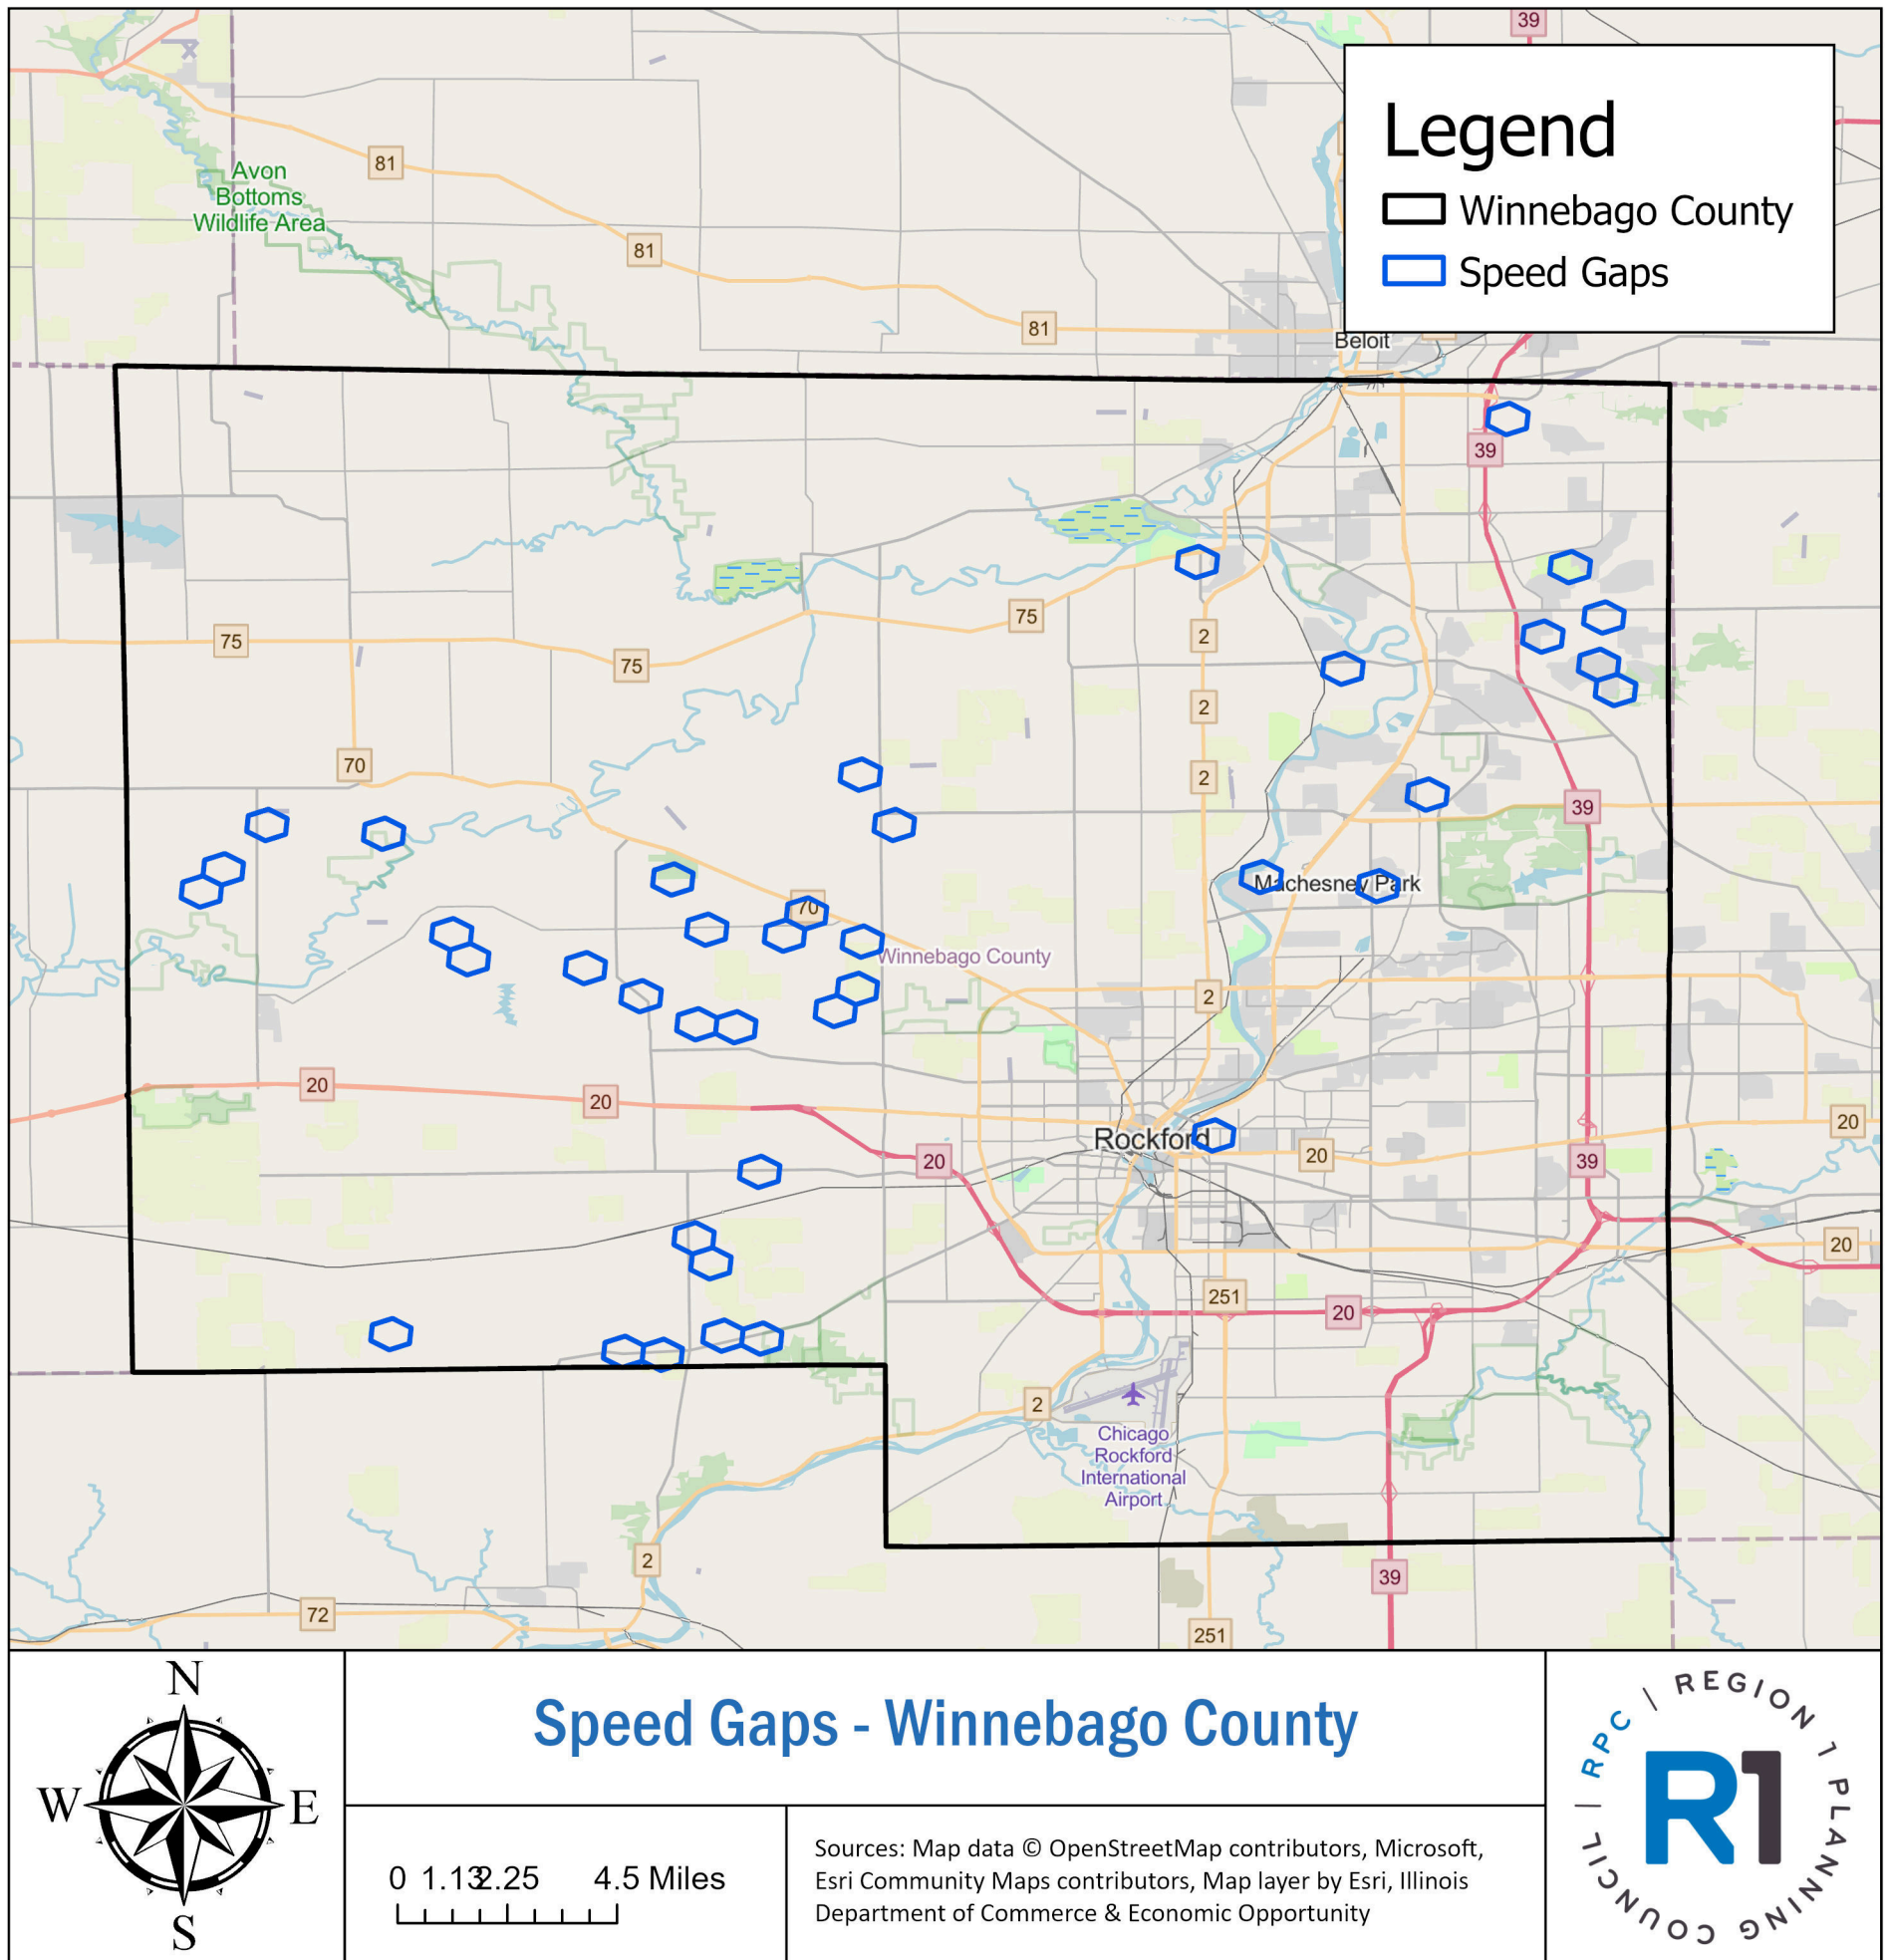 39
Legend
Winnebago County
Speed Gaps
Avon
Bottoms
Wildlife Area
81
81
81
Beloit
39
75
75
75
2
2
2
70
39
Machesney Park
70
Winnebago County
2
20
20
20
Rockford
20
39
20
20
251
20
2
Chicago
Rockford
International
Airport
2
39
72
251
N
W
E
S
Speed Gaps - Winnebago County
0 1.13 2.25 4.5 Miles
Sources: Map data © OpenStreetMap contributors, Microsoft,
Esri Community Maps contributors, Map layer by Esri, Illinois
Department of Commerce & Economic Opportunity
RPC | REGION 1 PLANNING COUNCIL |
R1